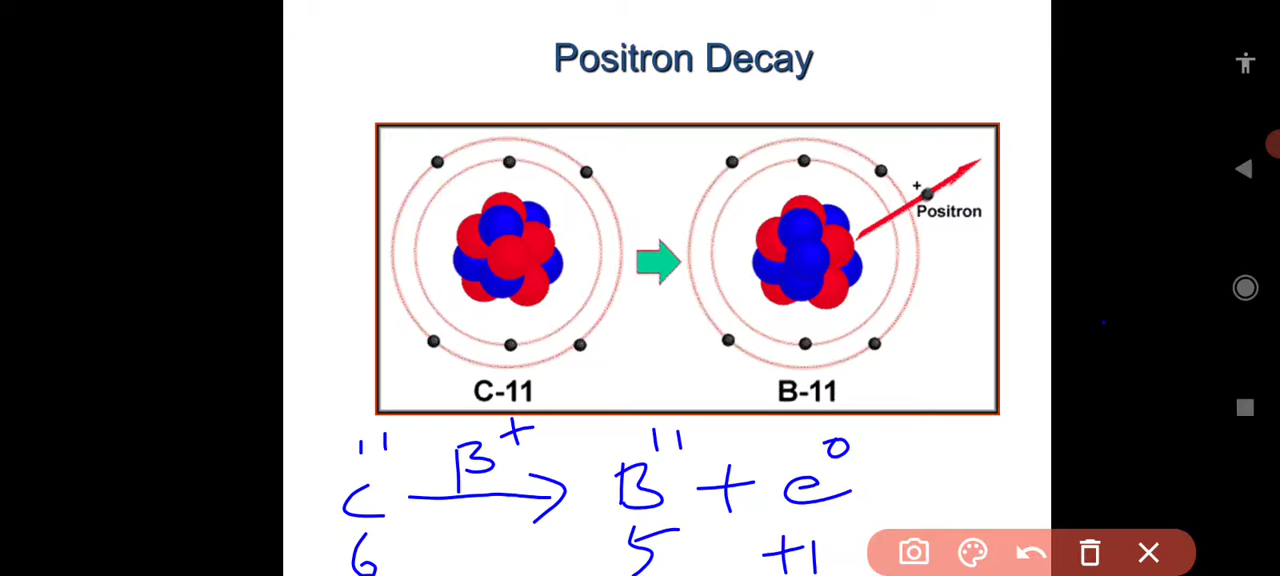 Positron Decay
+
Positron
C-11 B-11
11 β+ 11 0
C → B + e
6 5 +1